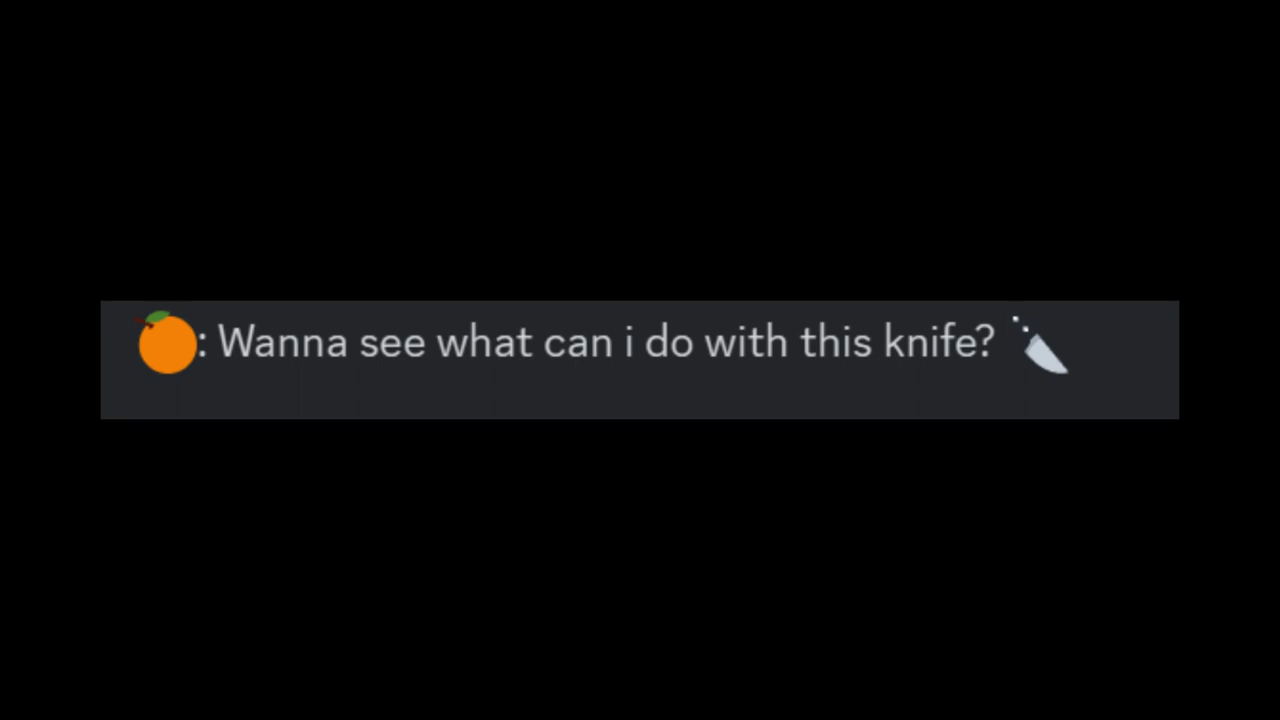 🍊: Wanna see what can i do with this knife? 🔪